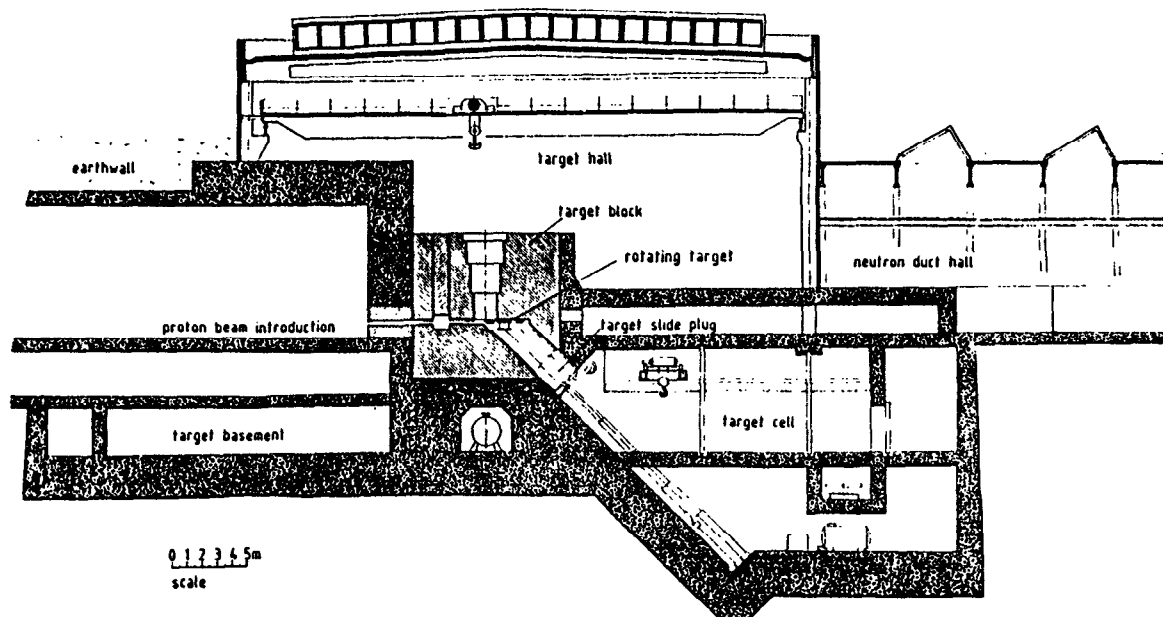 earthwall
target hall
target block
rotating target
neutron duct hall
proton beam introduction
target slide plug
target cell
target basement
0 1 2 3 4 5m
scale